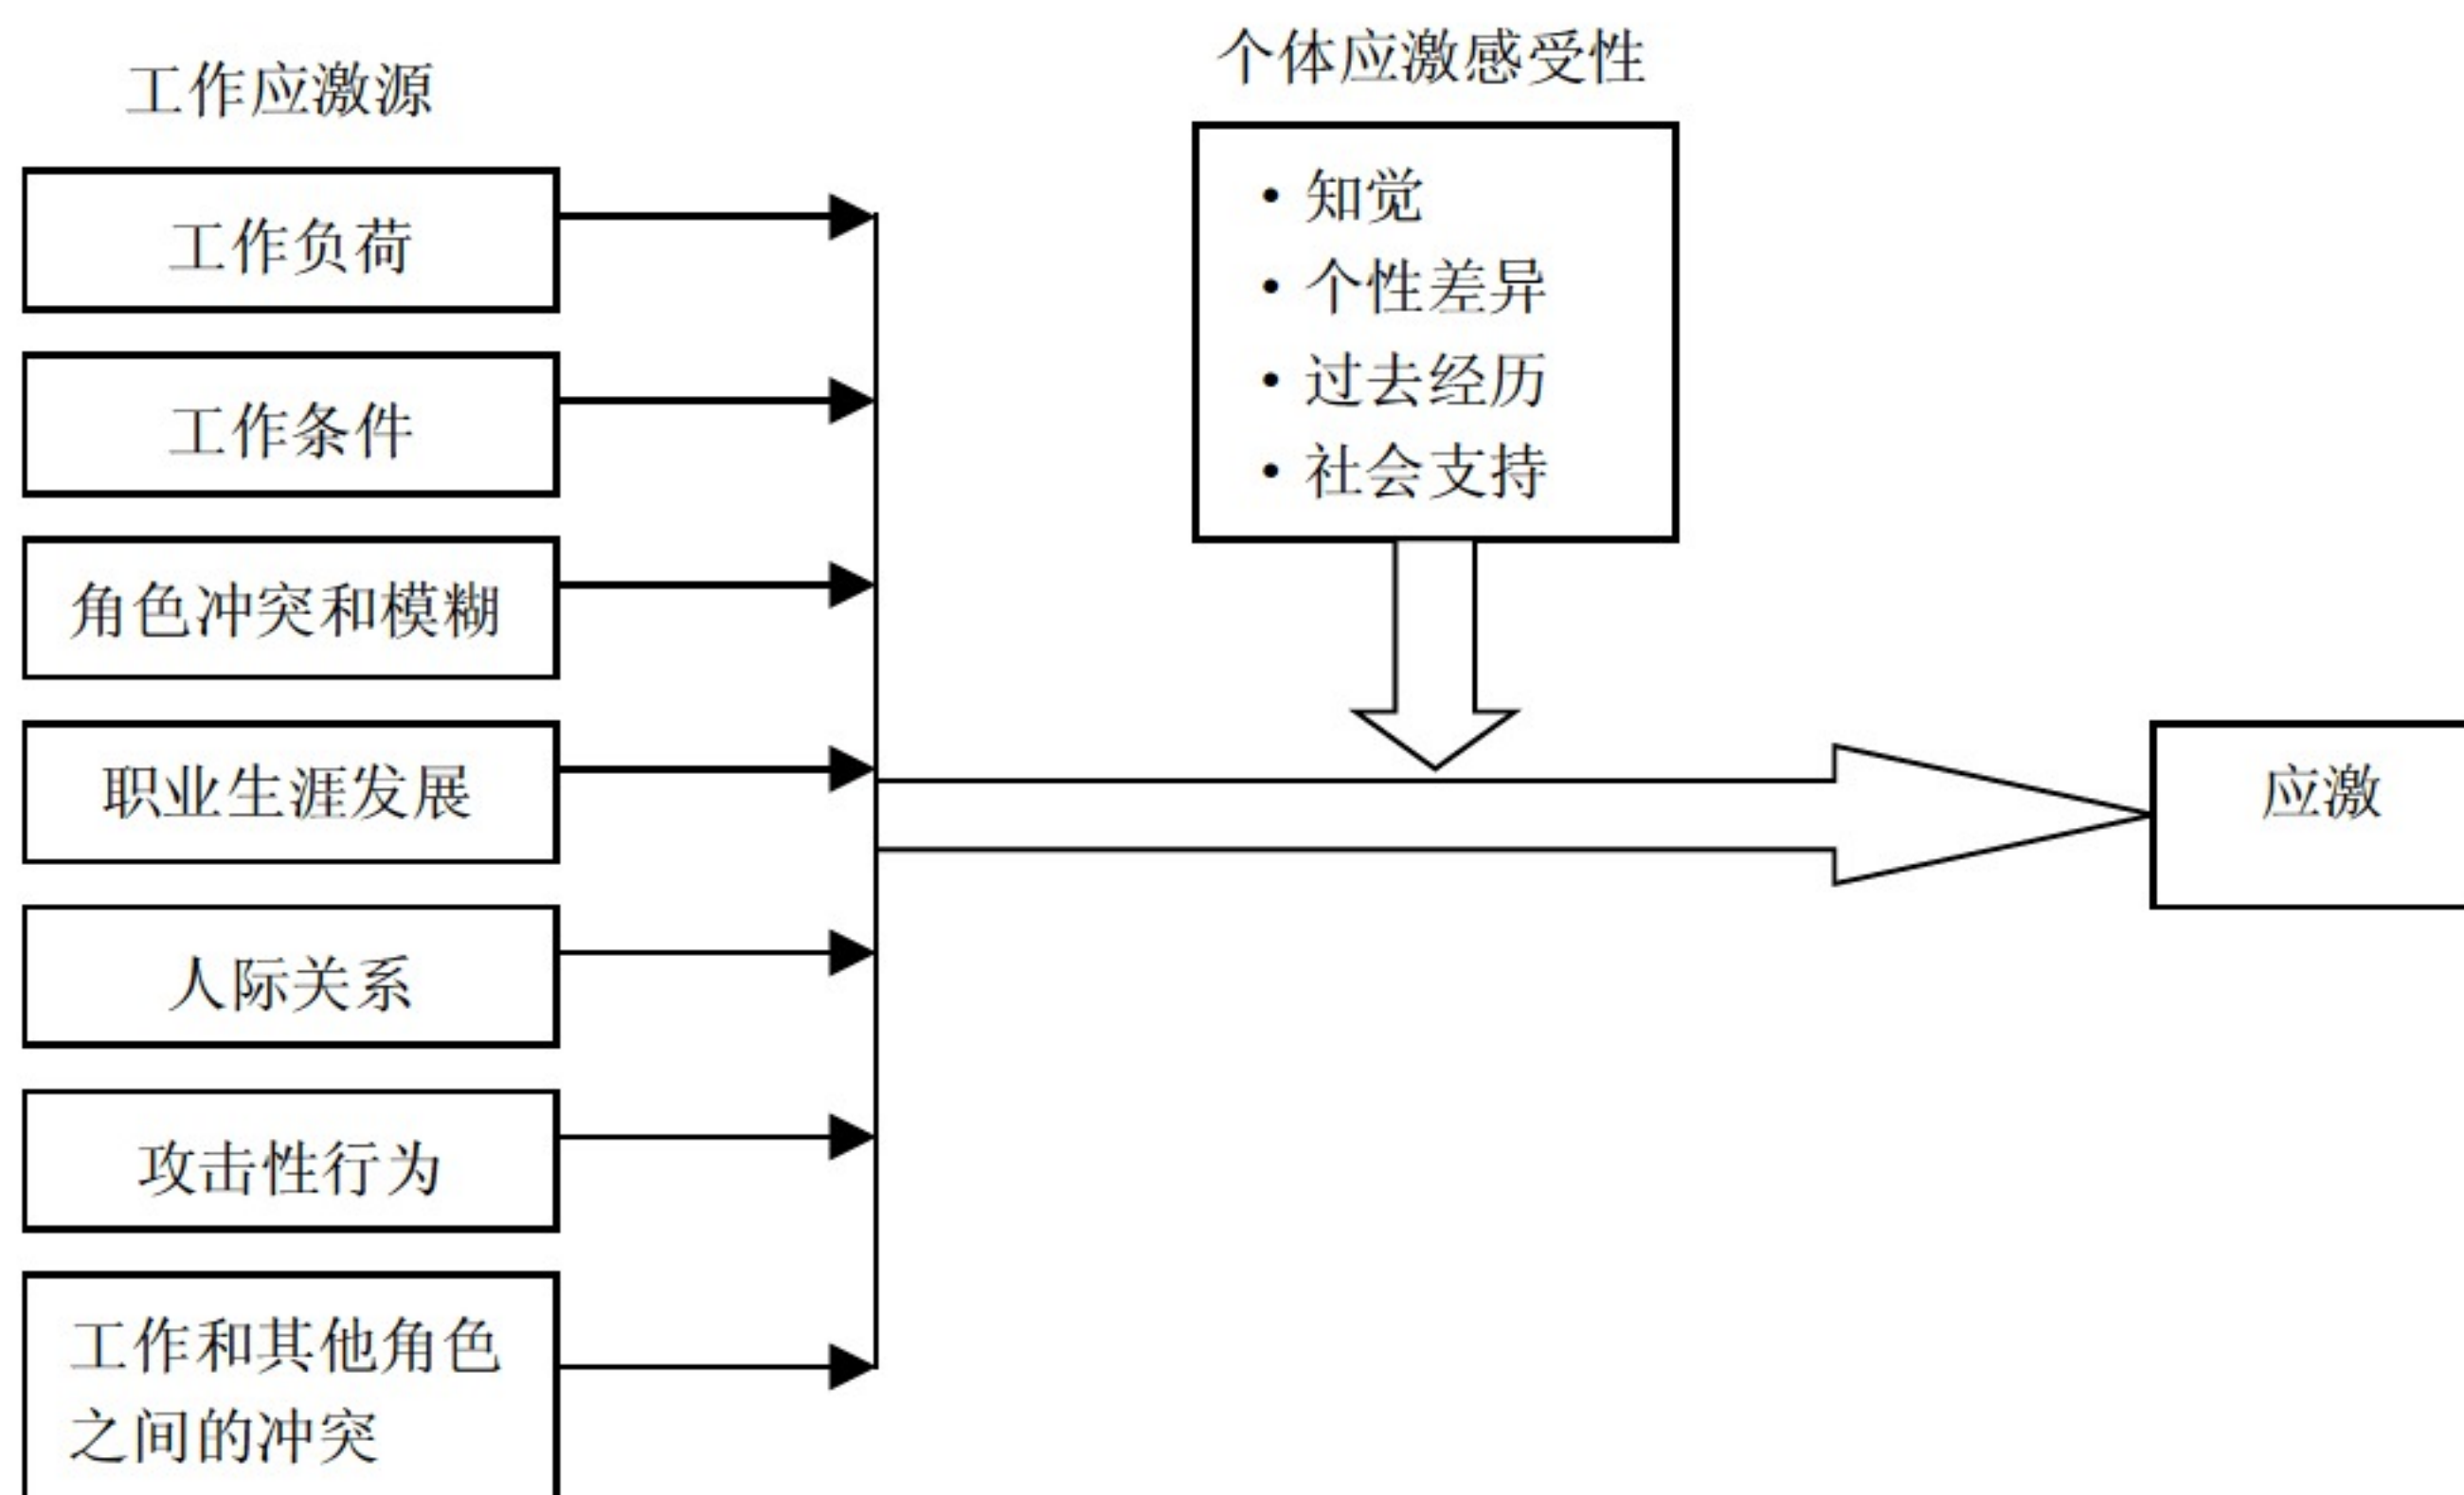 工作应激源
工作负荷
工作条件
角色冲突和模糊
职业生涯发展
人际关系
攻击性行为
工作和其他角色
之间的冲突
个体应激感受性
• 知觉
• 个性差异
• 过去经历
• 社会支持
应激